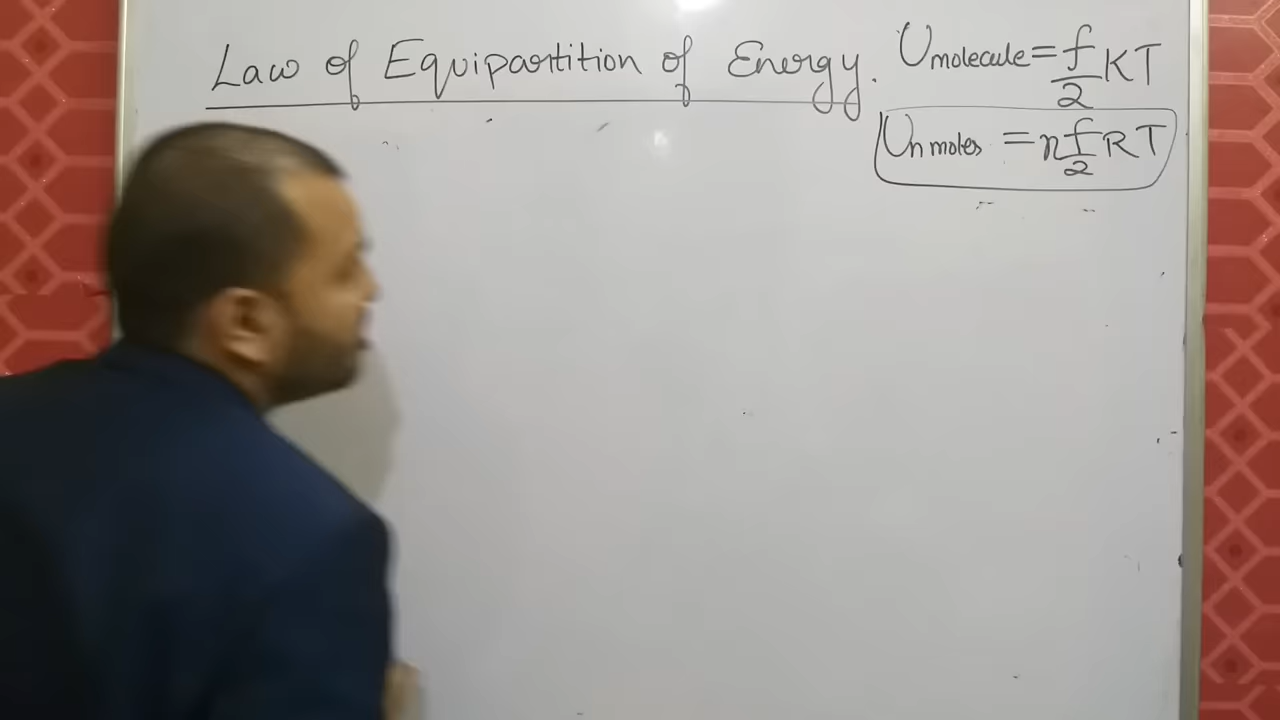 Law of Equipartition of Energy.
Umolecule = f/2 KT
Un moles = n f/2 RT